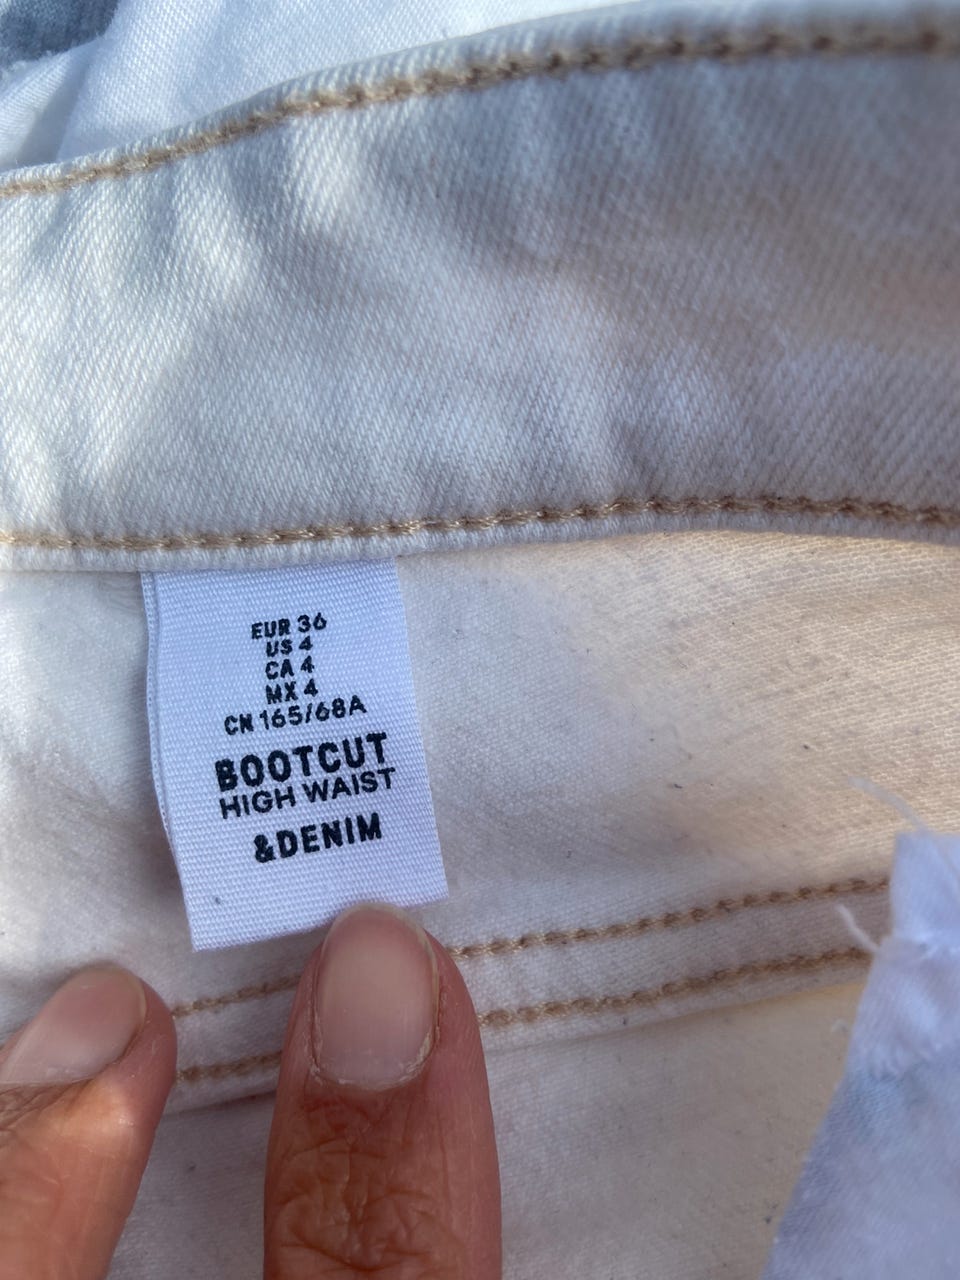 EUR 36
US 4
CA 4
MX 4
CN 165/68A
BOOTCUT
HIGH WAIST
&DENIM